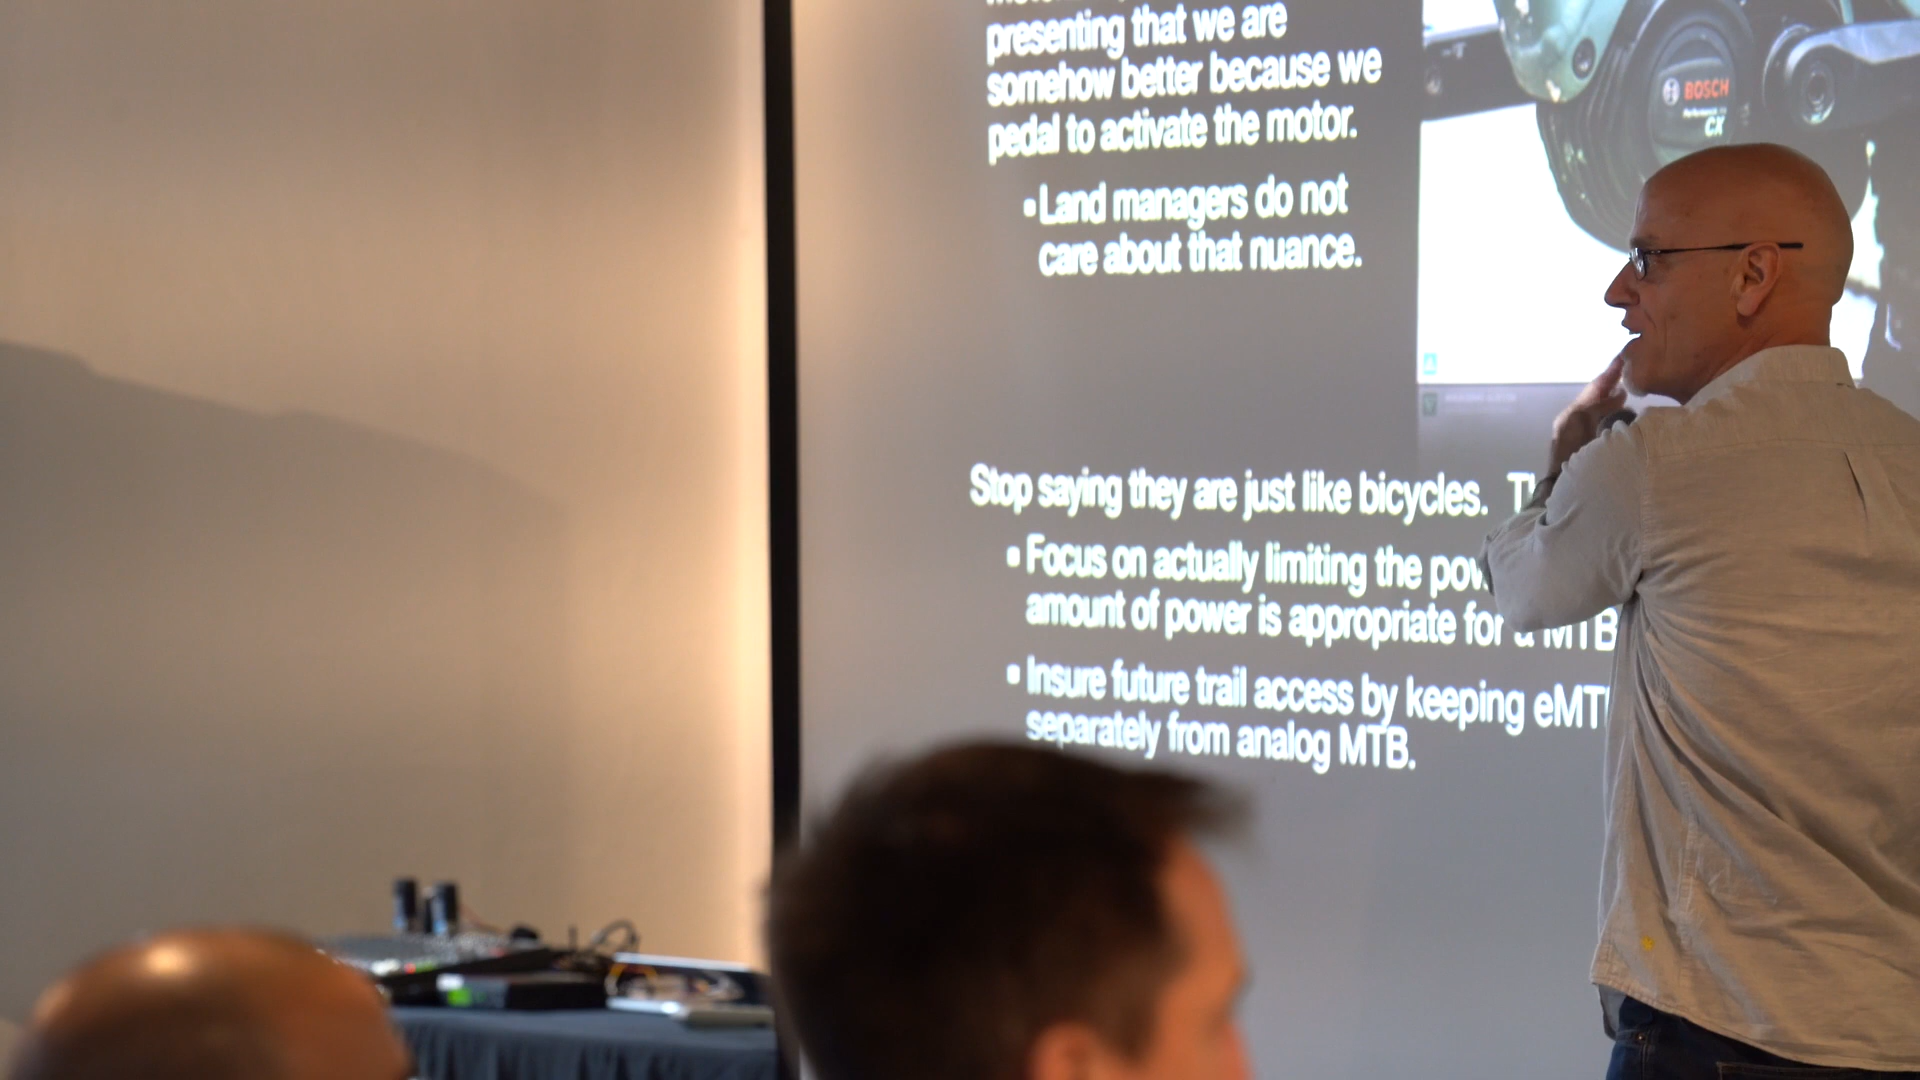 presenting that we are
somehow better because we
pedal to activate the motor.
▪Land managers do not
care about that nuance.
BOSCH
Performance
CX
Stop saying they are just like bicycles.
▪Focus on actually limiting the
amount of power is appropriate for a MTB
▪Insure future trail access by keeping
separately from analog MTB.